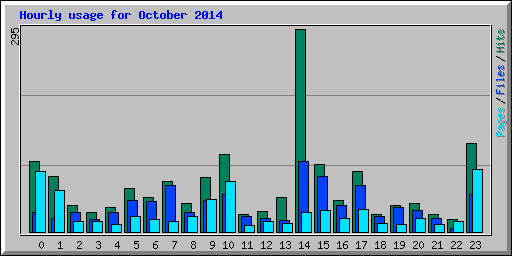 Hourly usage for October 2014
295
Pages / Files / Hits
0 1 2 3 4 5 6 7 8 9 10 11 12 13 14 15 16 17 18 19 20 21 22 23